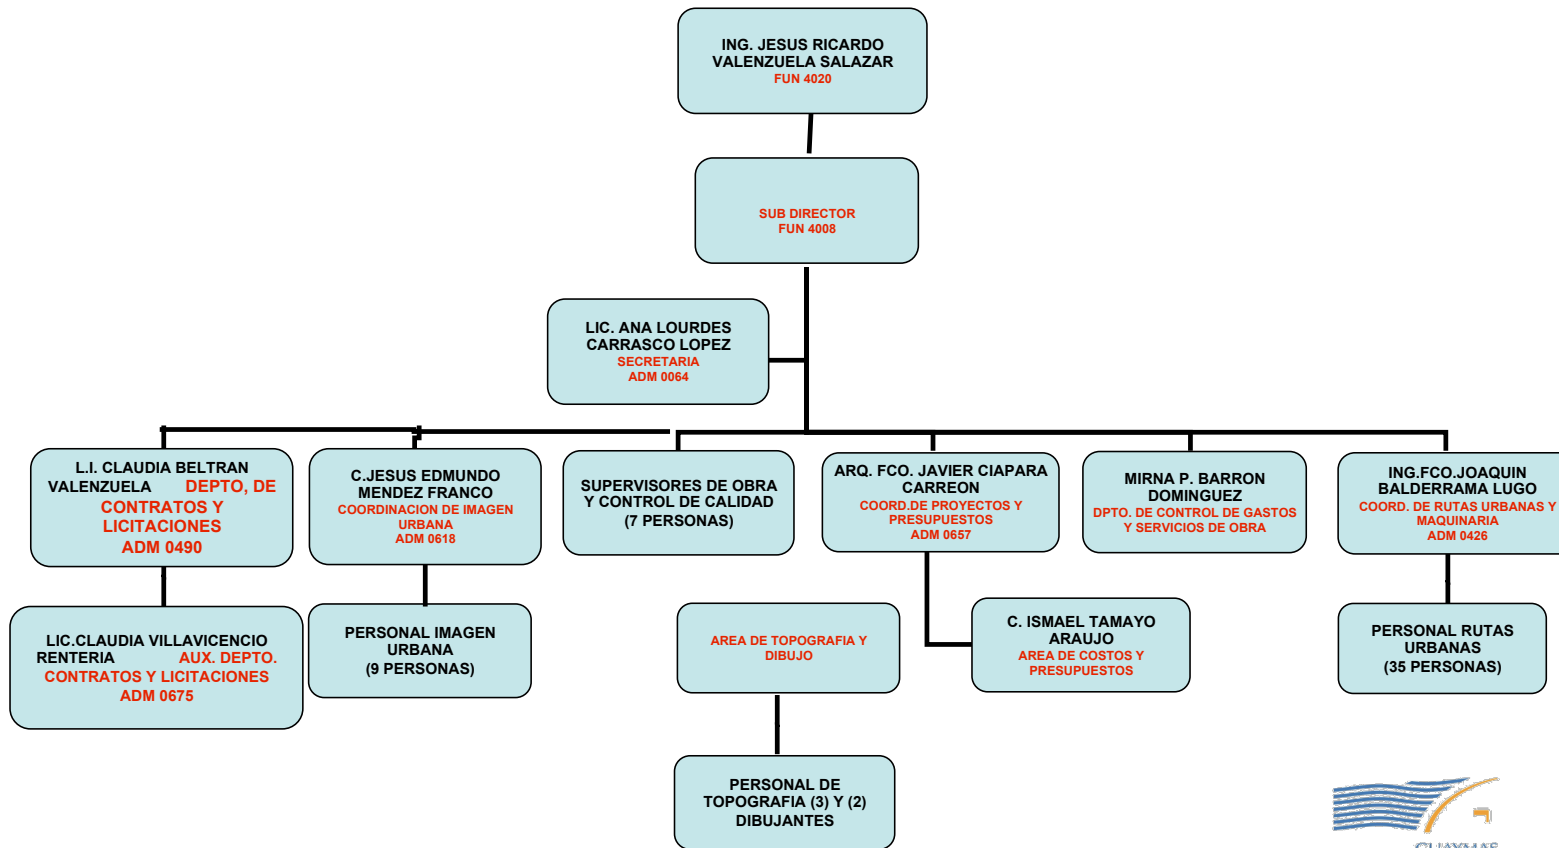 ING. JESUS RICARDO
VALENZUELA SALAZAR
FUN 4020
SUB DIRECTOR
FUN 4008
LIC. ANA LOURDES
CARRASCO LOPEZ
SECRETARIA
ADM 0064
L.I. CLAUDIA BELTRAN
VALENZUELA DEPTO, DE
CONTRATOS Y
LICITACIONES
ADM 0490
C.JESUS EDMUNDO
MENDEZ FRANCO
COORDINACION DE IMAGEN
URBANA
ADM 0618
SUPERVISORES DE OBRA
Y CONTROL DE CALIDAD
(7 PERSONAS)
ARQ. FCO. JAVIER CIAPARA
CARREON
COORD.DE PROYECTOS Y
PRESUPUESTOS
ADM 0657
MIRNA P. BARRON
DOMINGUEZ
DPTO. DE CONTROL DE GASTOS
Y SERVICIOS DE OBRA
ING.FCO.JOAQUIN
BALDERRAMA LUGO
COORD. DE RUTAS URBANAS Y
MAQUINARIA
ADM 0426
LIC.CLAUDIA VILLAVICENCIO
RENTERIA AUX. DEPTO.
CONTRATOS Y LICITACIONES
ADM 0675
PERSONAL IMAGEN
URBANA
(9 PERSONAS)
AREA DE TOPOGRAFIA Y
DIBUJO
C. ISMAEL TAMAYO
ARAUJO
AREA DE COSTOS Y
PRESUPUESTOS
PERSONAL RUTAS
URBANAS
(35 PERSONAS)
PERSONAL DE
TOPOGRAFIA (3) Y (2)
DIBUJANTES
GUAYMAS